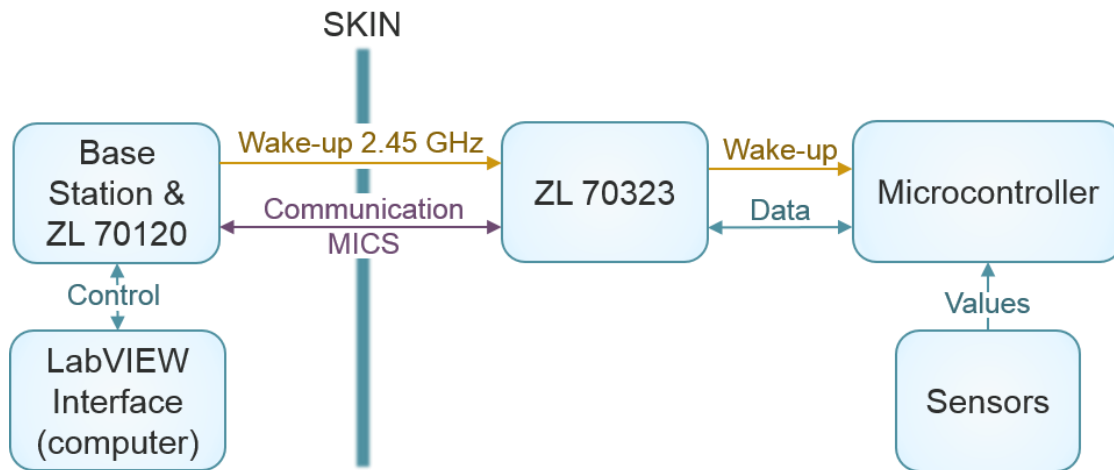 SKIN
Base
Station &
ZL 70120
Wake-up 2.45 GHz
Communication
MICS
ZL 70323
Wake-up
Data
Microcontroller
Control
Values
LabVIEW
Interface
(computer)
Sensors